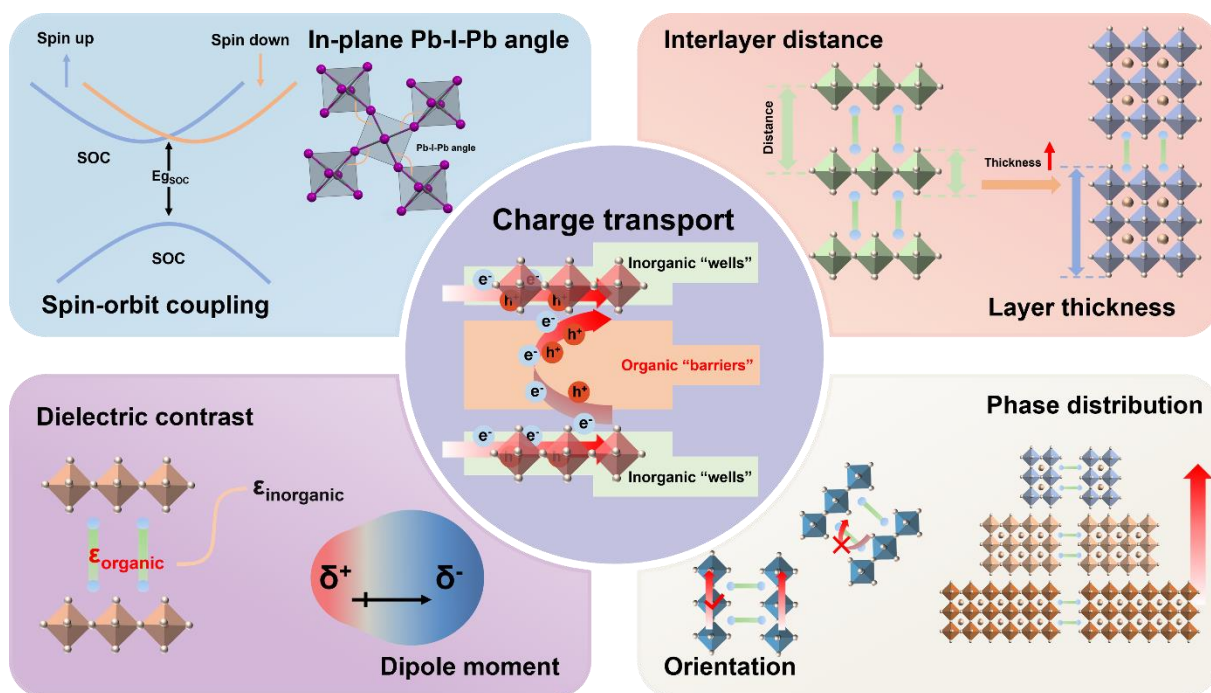 Spin up
Spin down
In-plane Pb-I-Pb angle
SOC
Eg_SOC
SOC
Pb-I-Pb angle
Spin-orbit coupling
Interlayer distance
Distance
Thickness
Layer thickness
Charge transport
Inorganic “wells”
e-
e-
h+
h+
e-
h+
e-
h+
Organic “barriers”
e-
h+
e-
e-
e-
h+
h+
Inorganic “wells”
Dielectric contrast
εinorganic
εorganic
δ+
δ-
Dipole moment
Phase distribution
Orientation